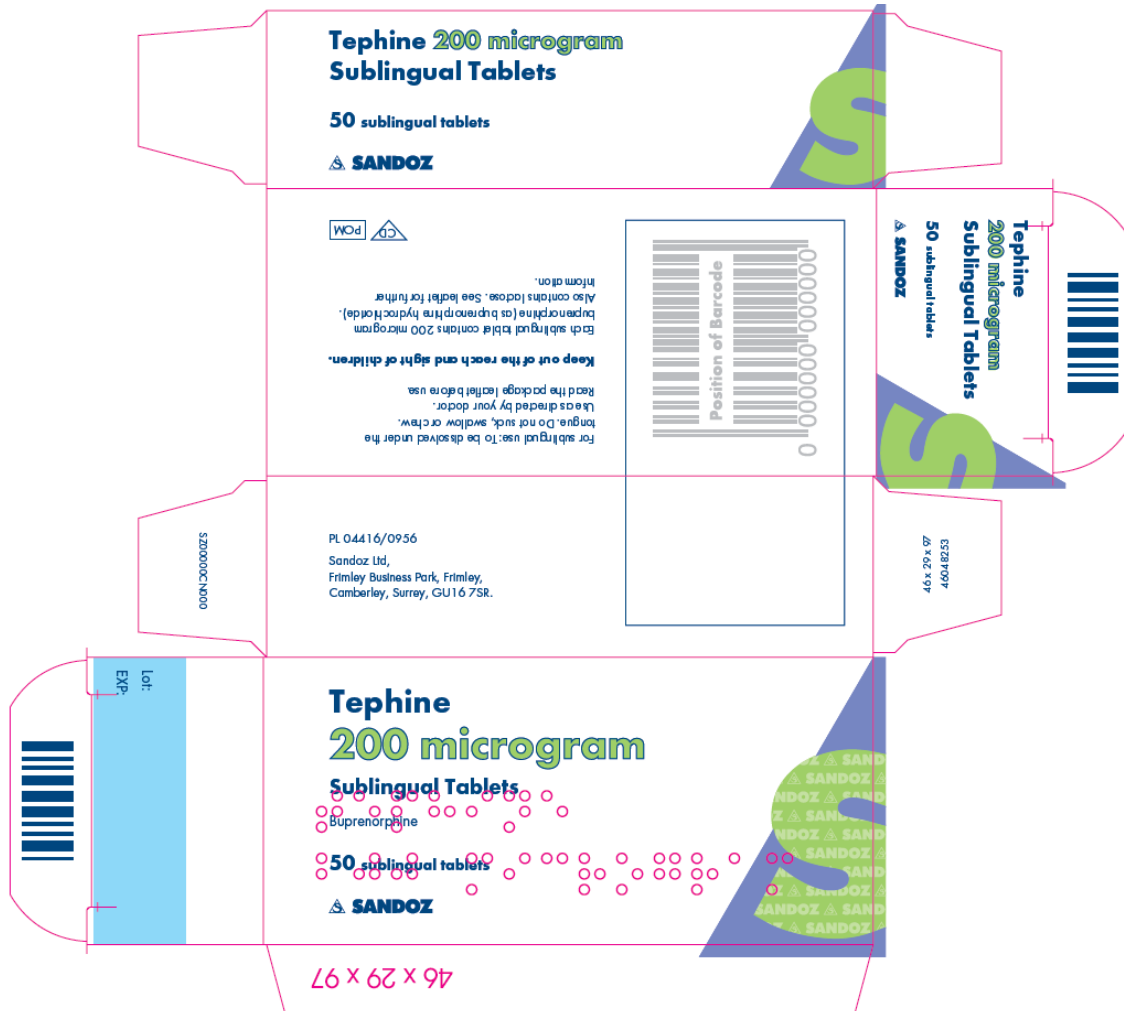 Tephine 200 microgram
Sublingual Tablets
50 sublingual tablets
SANDOZ
For sublingual use: To be dissolved under the
tongue. Do not suck, swallow or chew.
Use as directed by your doctor.
Read the package leaflet before use.
Keep out of the reach and sight of children.
Each sublingual tablet contains 200 microgram
buprenorphine (as buprenorphine hydrochloride).
Also contains lactose. See leaflet for further
information.
CD
POM
Position of Barcode
Tephine
200 microgram
Sublingual Tablets
50 sublingual tablets
SANDOZ
SZ00000CN000
PL 04416/0956
Sandoz Ltd,
Frimley Business Park, Frimley,
Camberley, Surrey, GU16 7SR.
46 x 29 x 97
46048253
Lot:
EXP:
Tephine
200 microgram
Sublingual Tablets
Buprenorphine
50 sublingual tablets
SANDOZ
46 x 29 x 97